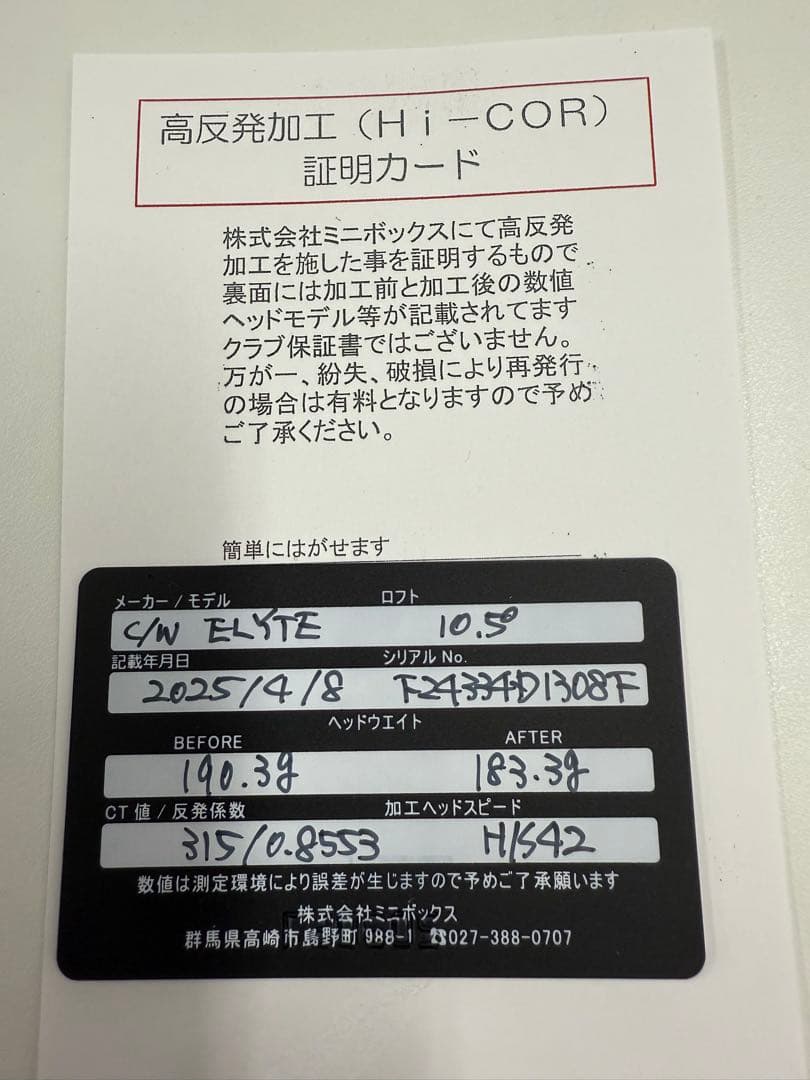 高反発加工（Ｈｉ－ＣＯＲ）
証明カード
株式会社ミニボックスにて高反発
加工を施した事を証明するもので
裏面には加工前と加工後の数値
ヘッドモデル等が記載されてます
クラブ保証書ではございません。
万が一、紛失、破損により再発行
の場合は有料となりますので予め
ご了承ください。
簡単にはがせます
メーカー / モデル ロフト
C/W ELYTE 10.5°
記載年月日 シリアル No.
2025/4/8 F24334D1308F
ヘッドウエイト
BEFORE AFTER
190.3g 183.3g
CT 値 / 反発係数 加工ヘッドスピード
315/0.8553 H/S42
数値は測定環境により誤差が生じますので予めご了承願います
株式会社ミニボックス
群馬県高崎市島野町 988-1 ☎027-388-0707